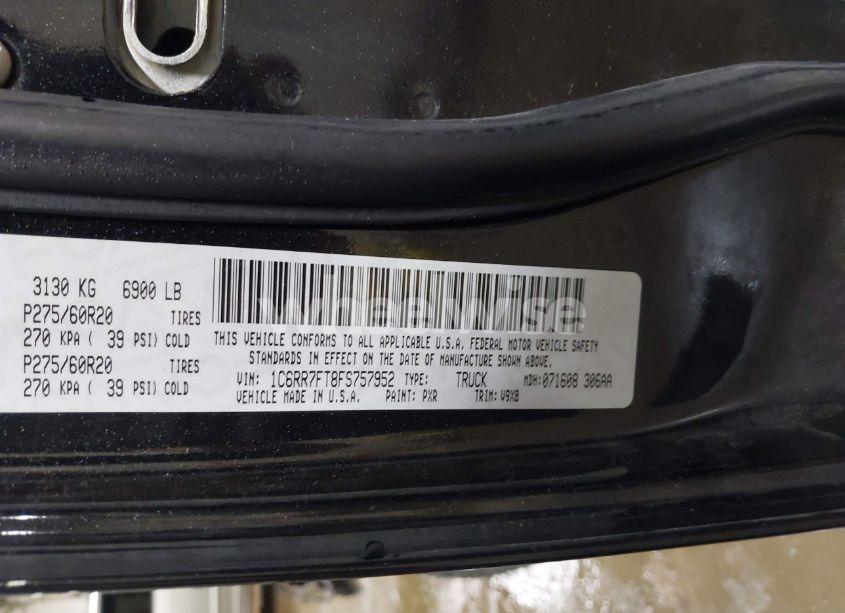 3130 KG 6900 LB
P275/60R20 TIRES
270 KPA ( 39 PSI) COLD
P275/60R20 TIRES
270 KPA ( 39 PSI) COLD
wheelwise
THIS VEHICLE CONFORMS TO ALL APPLICABLE U.S.A. FEDERAL MOTOR VEHICLE SAFETY
STANDARDS IN EFFECT ON THE DATE OF MANUFACTURE SHOWN ABOVE.
VIN: 1C6RR7FT8FS757952 TYPE: TRUCK MDH:071608 306AA
VEHICLE MADE IN U.S.A. PAINT: PXR TRIM: V9X8